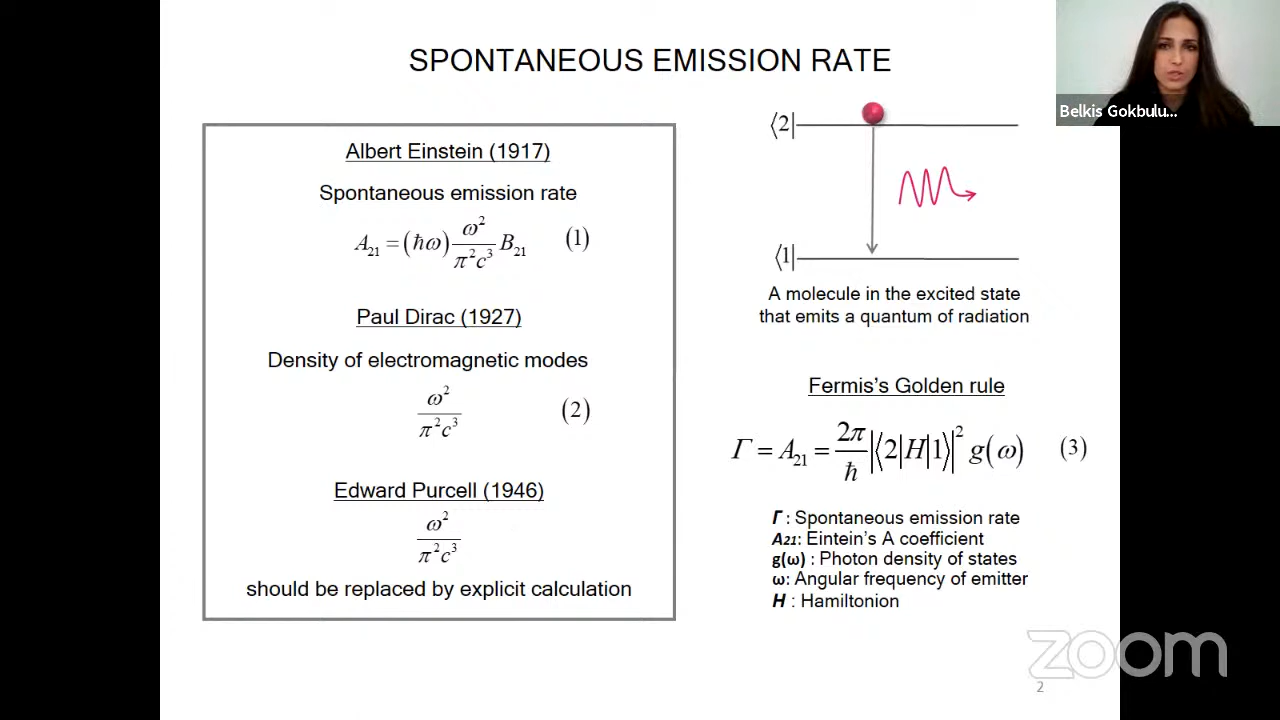 SPONTANEOUS EMISSION RATE
Belkis Gokbulu...
Albert Einstein (1917)
Spontaneous emission rate
A₂₁ = (ħω) ω²/π²c³ B₂₁ (1)
Paul Dirac (1927)
Density of electromagnetic modes
ω²/π²c³ (2)
Edward Purcell (1946)
ω²/π²c³
should be replaced by explicit calculation
⟨2|
⟨1|
A molecule in the excited state
that emits a quantum of radiation
Fermis's Golden rule
Γ = A₂₁ = 2π/ħ |⟨2|H|1⟩|² g(ω) (3)
Γ : Spontaneous emission rate
A₂₁: Eintein's A coefficient
g(ω) : Photon density of states
ω: Angular frequency of emitter
H : Hamiltonion
zoom
2